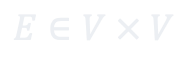 E ∈ V × V